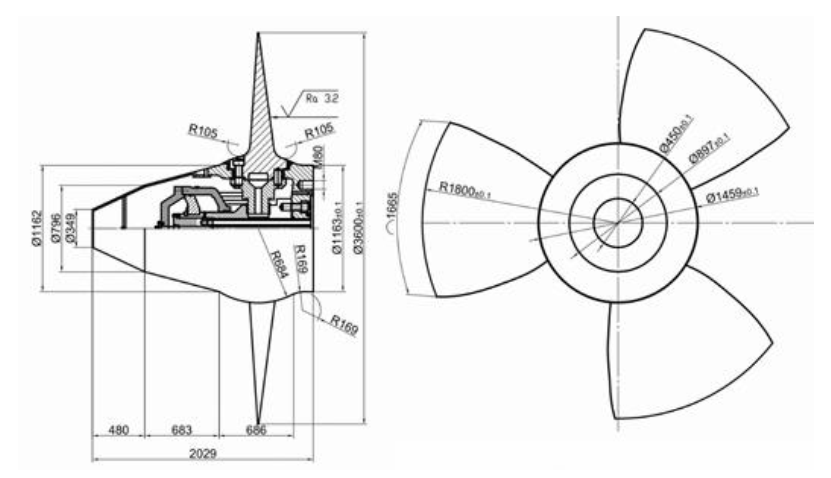 Ra 3.2
R105
R105
M80
Ø1162
Ø796
Ø349
Ø1163±0.1
Ø3600±0.1
R684
R169
R169
480
683
686
2029
Ø450±0.1
Ø897±0.1
Ø1459±0.1
R1800±0.1
⌒1665